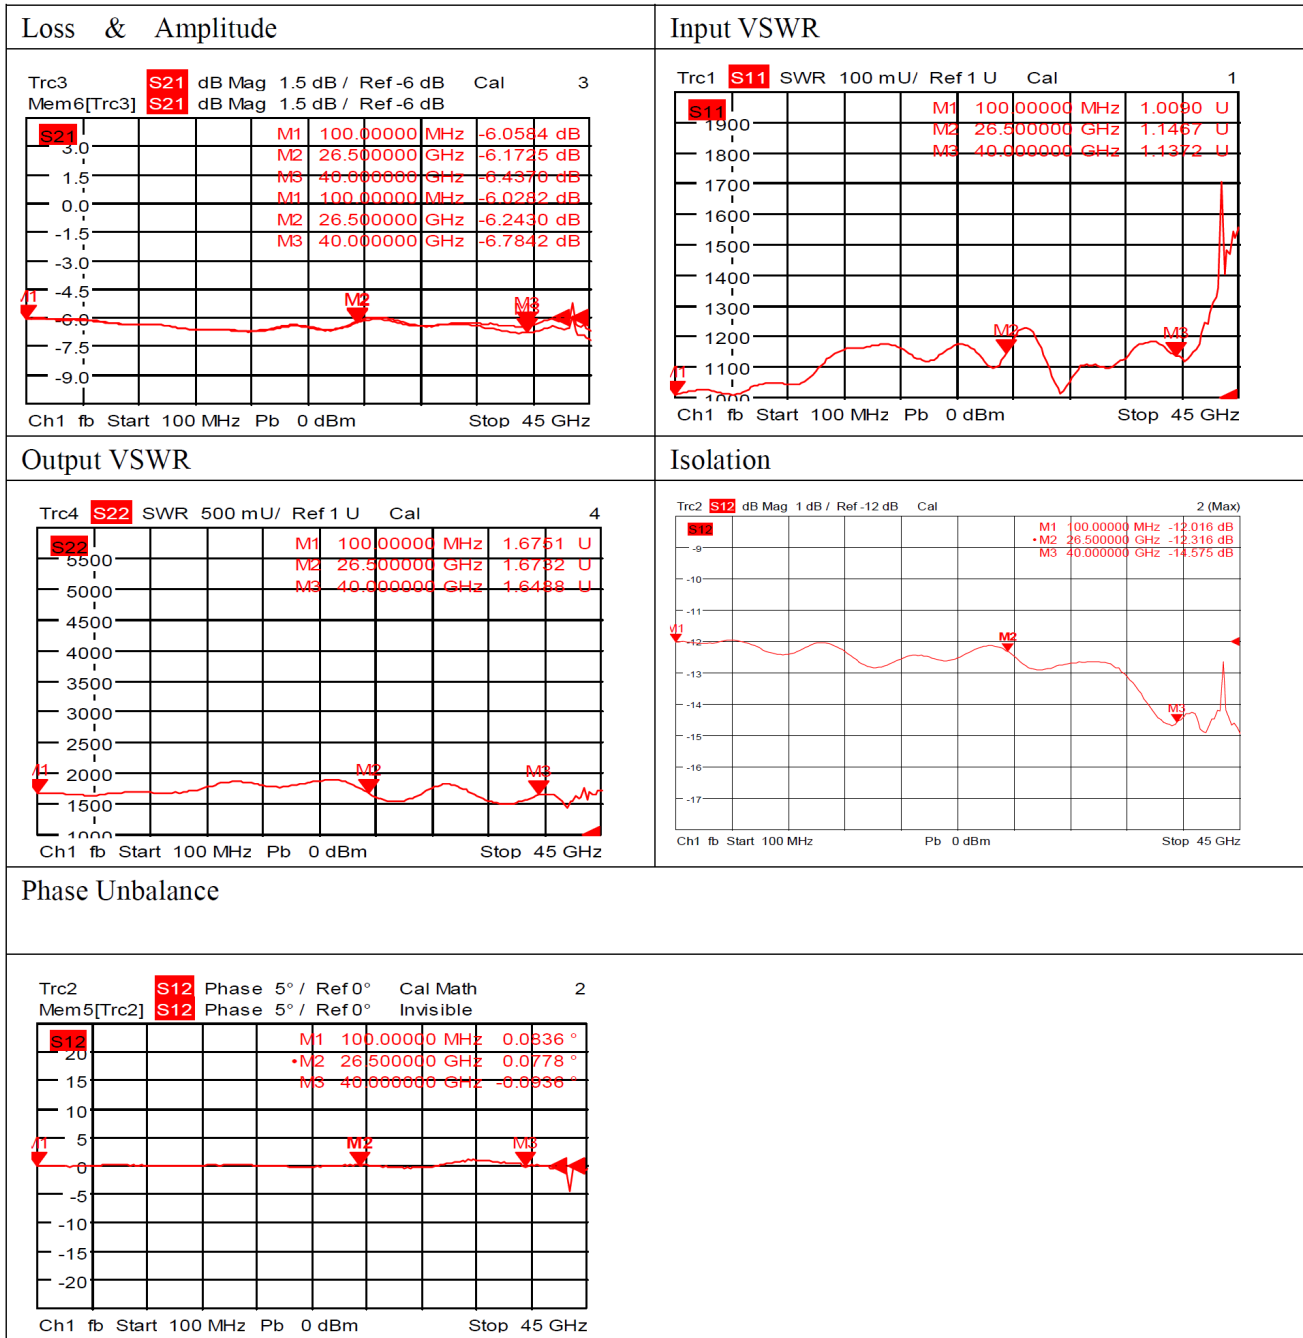 Loss & Amplitude
Trc3 S21 dB Mag 1.5 dB / Ref -6 dB Cal 3
Mem6[Trc3] S21 dB Mag 1.5 dB / Ref -6 dB
S21
M1 100.00000 MHz -6.0584 dB
M2 26.500000 GHz -6.1725 dB
M3 40.000000 GHz -6.4370 dB
M1 100.00000 MHz -6.0282 dB
M2 26.500000 GHz -6.2430 dB
M3 40.000000 GHz -6.7842 dB
3.0
1.5
0.0
-1.5
-3.0
-4.5
-6.0
-7.5
-9.0
M1
M2
M3
Ch1 fb Start 100 MHz Pb 0 dBm Stop 45 GHz
Input VSWR
Trc1 S11 SWR 100 mU/ Ref 1 U Cal 1
S11
M1 100.00000 MHz 1.0090 U
M2 26.500000 GHz 1.1467 U
M3 40.000000 GHz 1.1372 U
1900
1800
1700
1600
1500
1400
1300
1200
1100
1000
M1
M2
M3
Ch1 fb Start 100 MHz Pb 0 dBm Stop 45 GHz
Output VSWR
Trc4 S22 SWR 500 mU/ Ref 1 U Cal 4
S22
M1 100.00000 MHz 1.6751 U
M2 26.500000 GHz 1.6732 U
M3 40.000000 GHz 1.6488 U
5500
5000
4500
4000
3500
3000
2500
2000
1500
1000
M1
M2
M3
Ch1 fb Start 100 MHz Pb 0 dBm Stop 45 GHz
Isolation
Trc2 S12 dB Mag 1 dB / Ref -12 dB Cal 2 (Max)
S12
M1 100.00000 MHz -12.016 dB
•M2 26.500000 GHz -12.316 dB
M3 40.000000 GHz -14.575 dB
-9
-10
-11
-12
-13
-14
-15
-16
-17
M1
M2
M3
Ch1 fb Start 100 MHz Pb 0 dBm Stop 45 GHz
Phase Unbalance
Trc2 S12 Phase 5° / Ref 0° Cal Math 2
Mem5[Trc2] S12 Phase 5° / Ref 0° Invisible
S12
M1 100.00000 MHz 0.0836 °
•M2 26.500000 GHz 0.0778 °
M3 40.000000 GHz -0.0936 °
20
15
10
5
0
-5
-10
-15
-20
M1
M2
M3
Ch1 fb Start 100 MHz Pb 0 dBm Stop 45 GHz